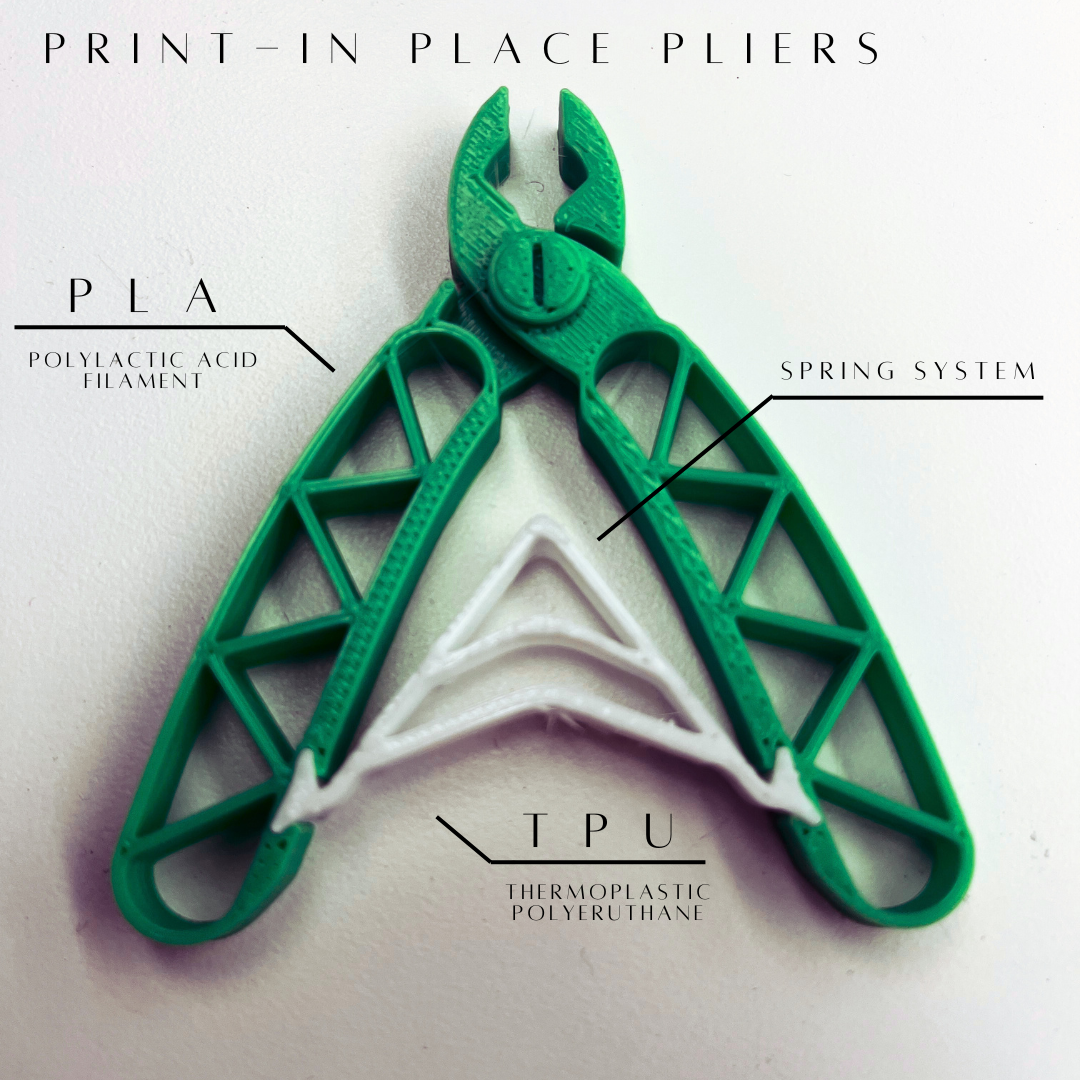 PRINT-IN PLACE PLIERS
PLA
POLYLACTIC ACID
FILAMENT
SPRING SYSTEM
TPU
THERMOPLASTIC
POLYERUTHANE